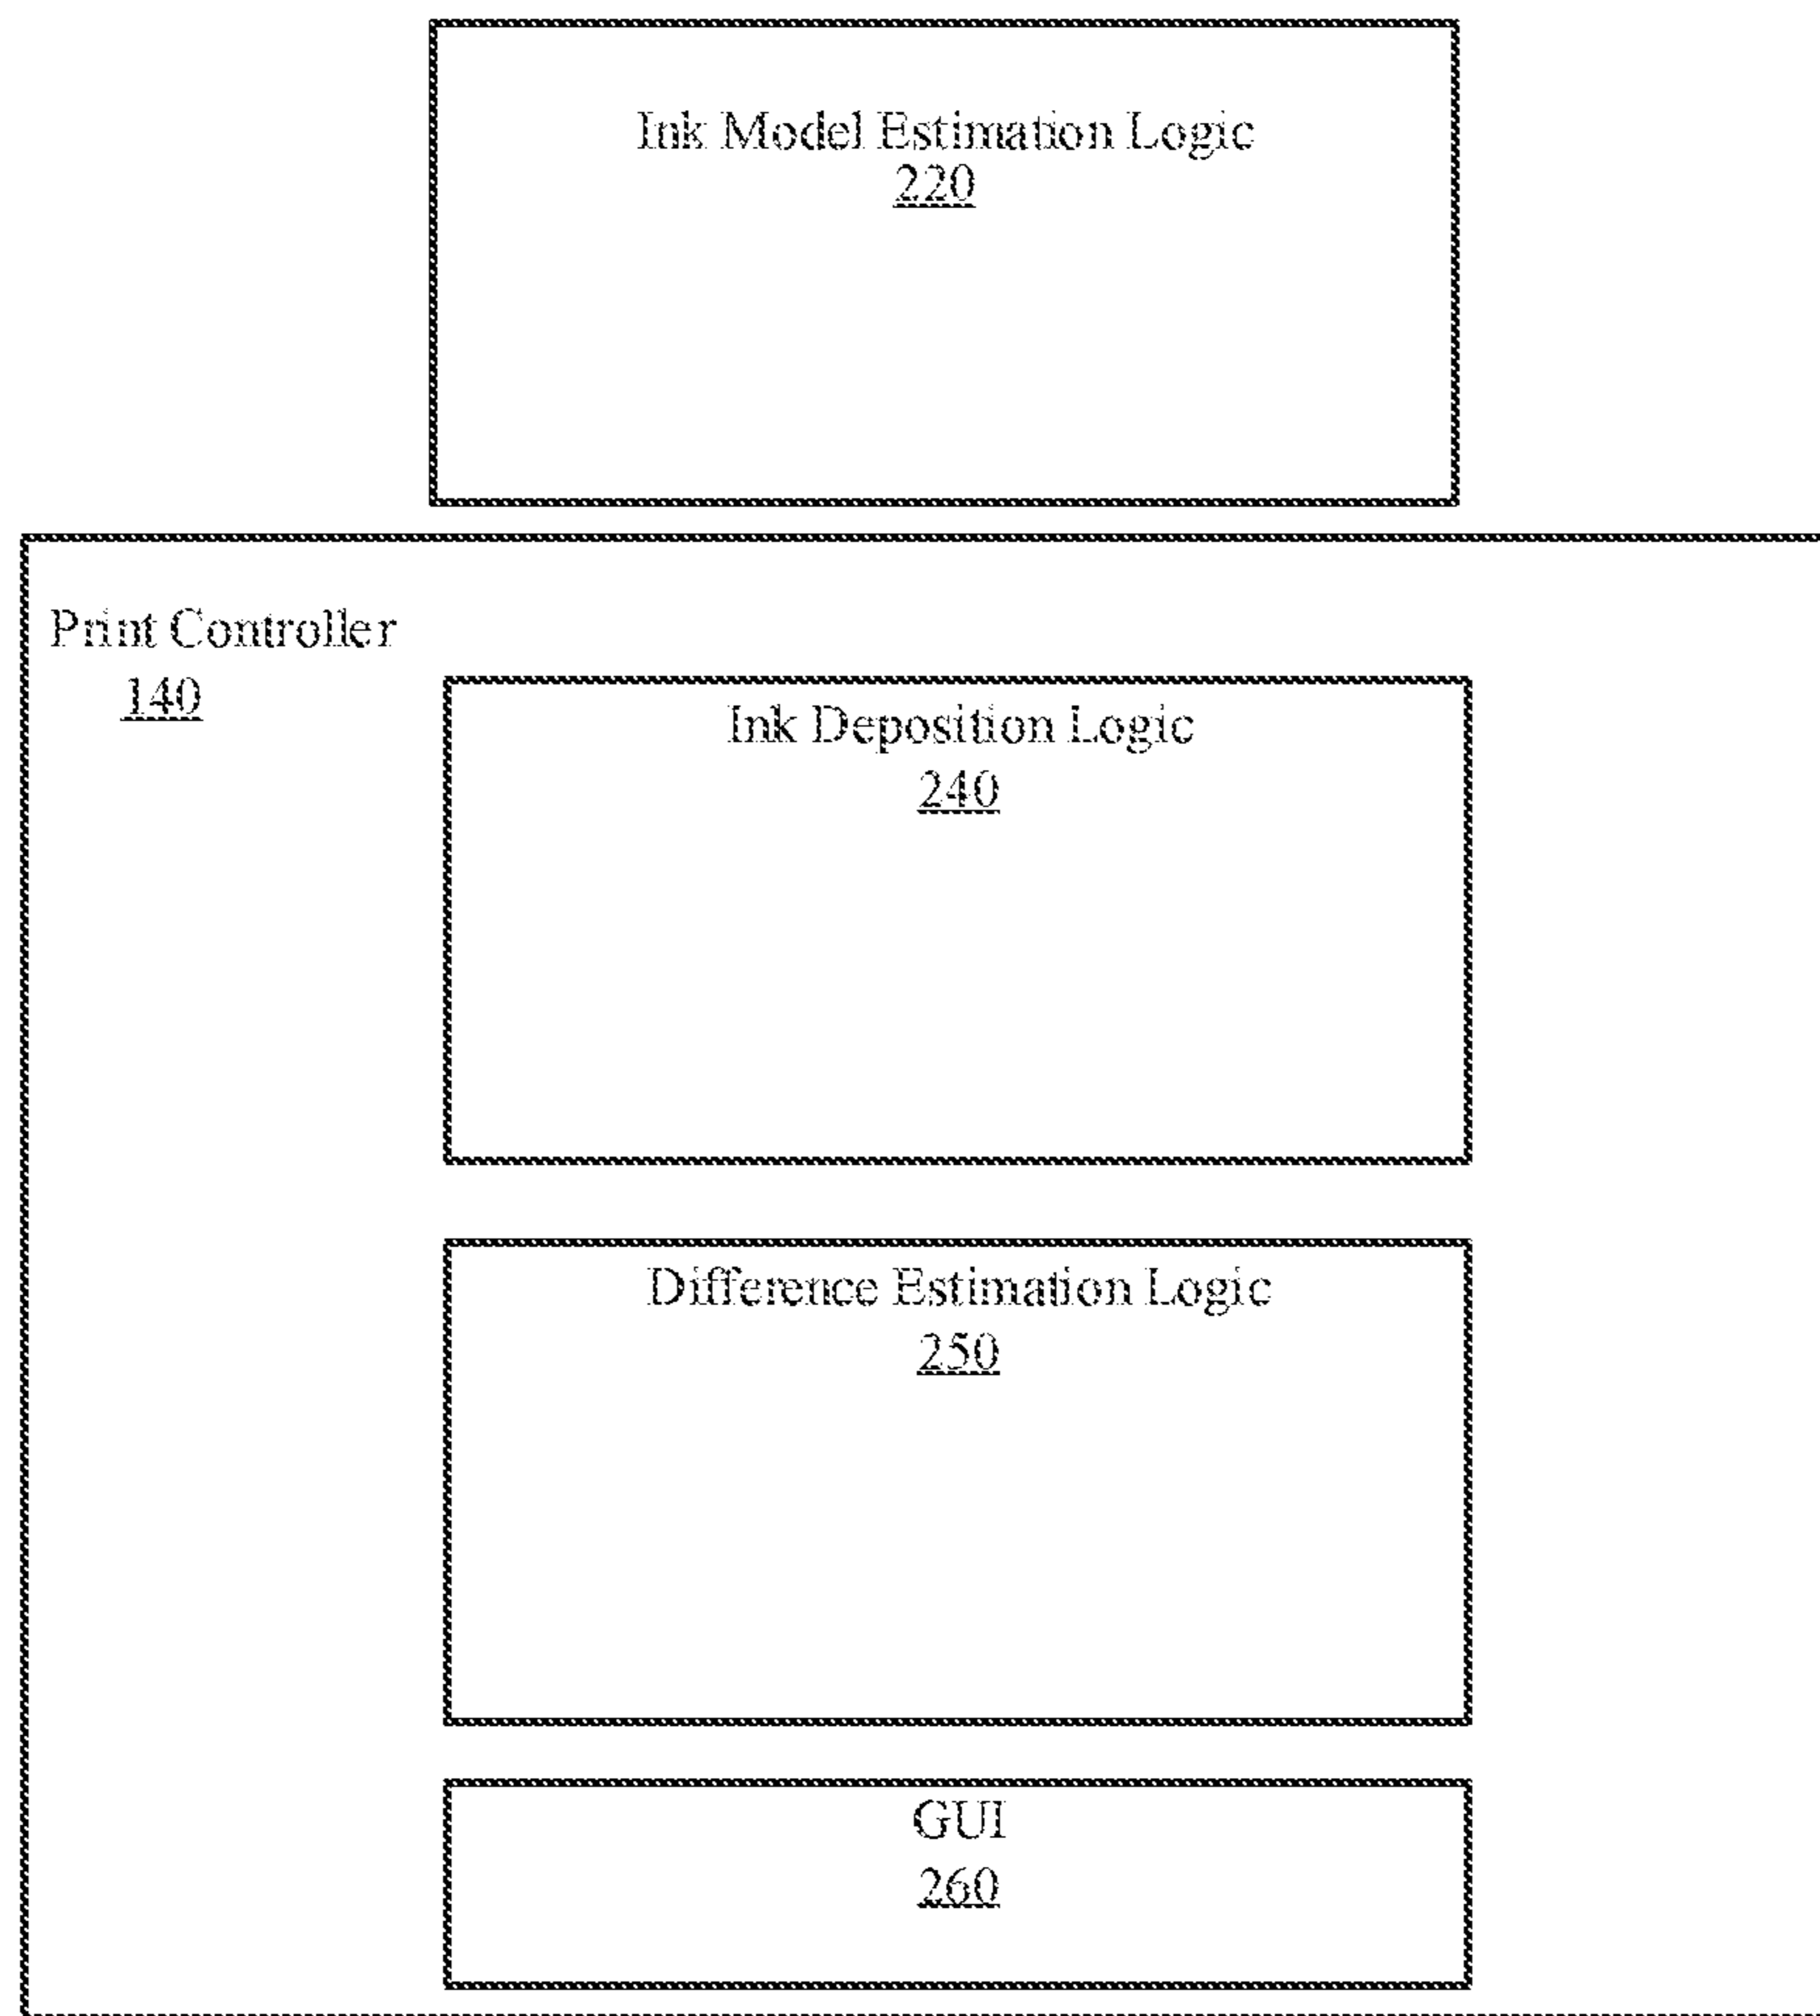 Ink Model Estimation Logic
220
Print Controller
140
Ink Deposition Logic
240
Difference Estimation Logic
250
GUI
260